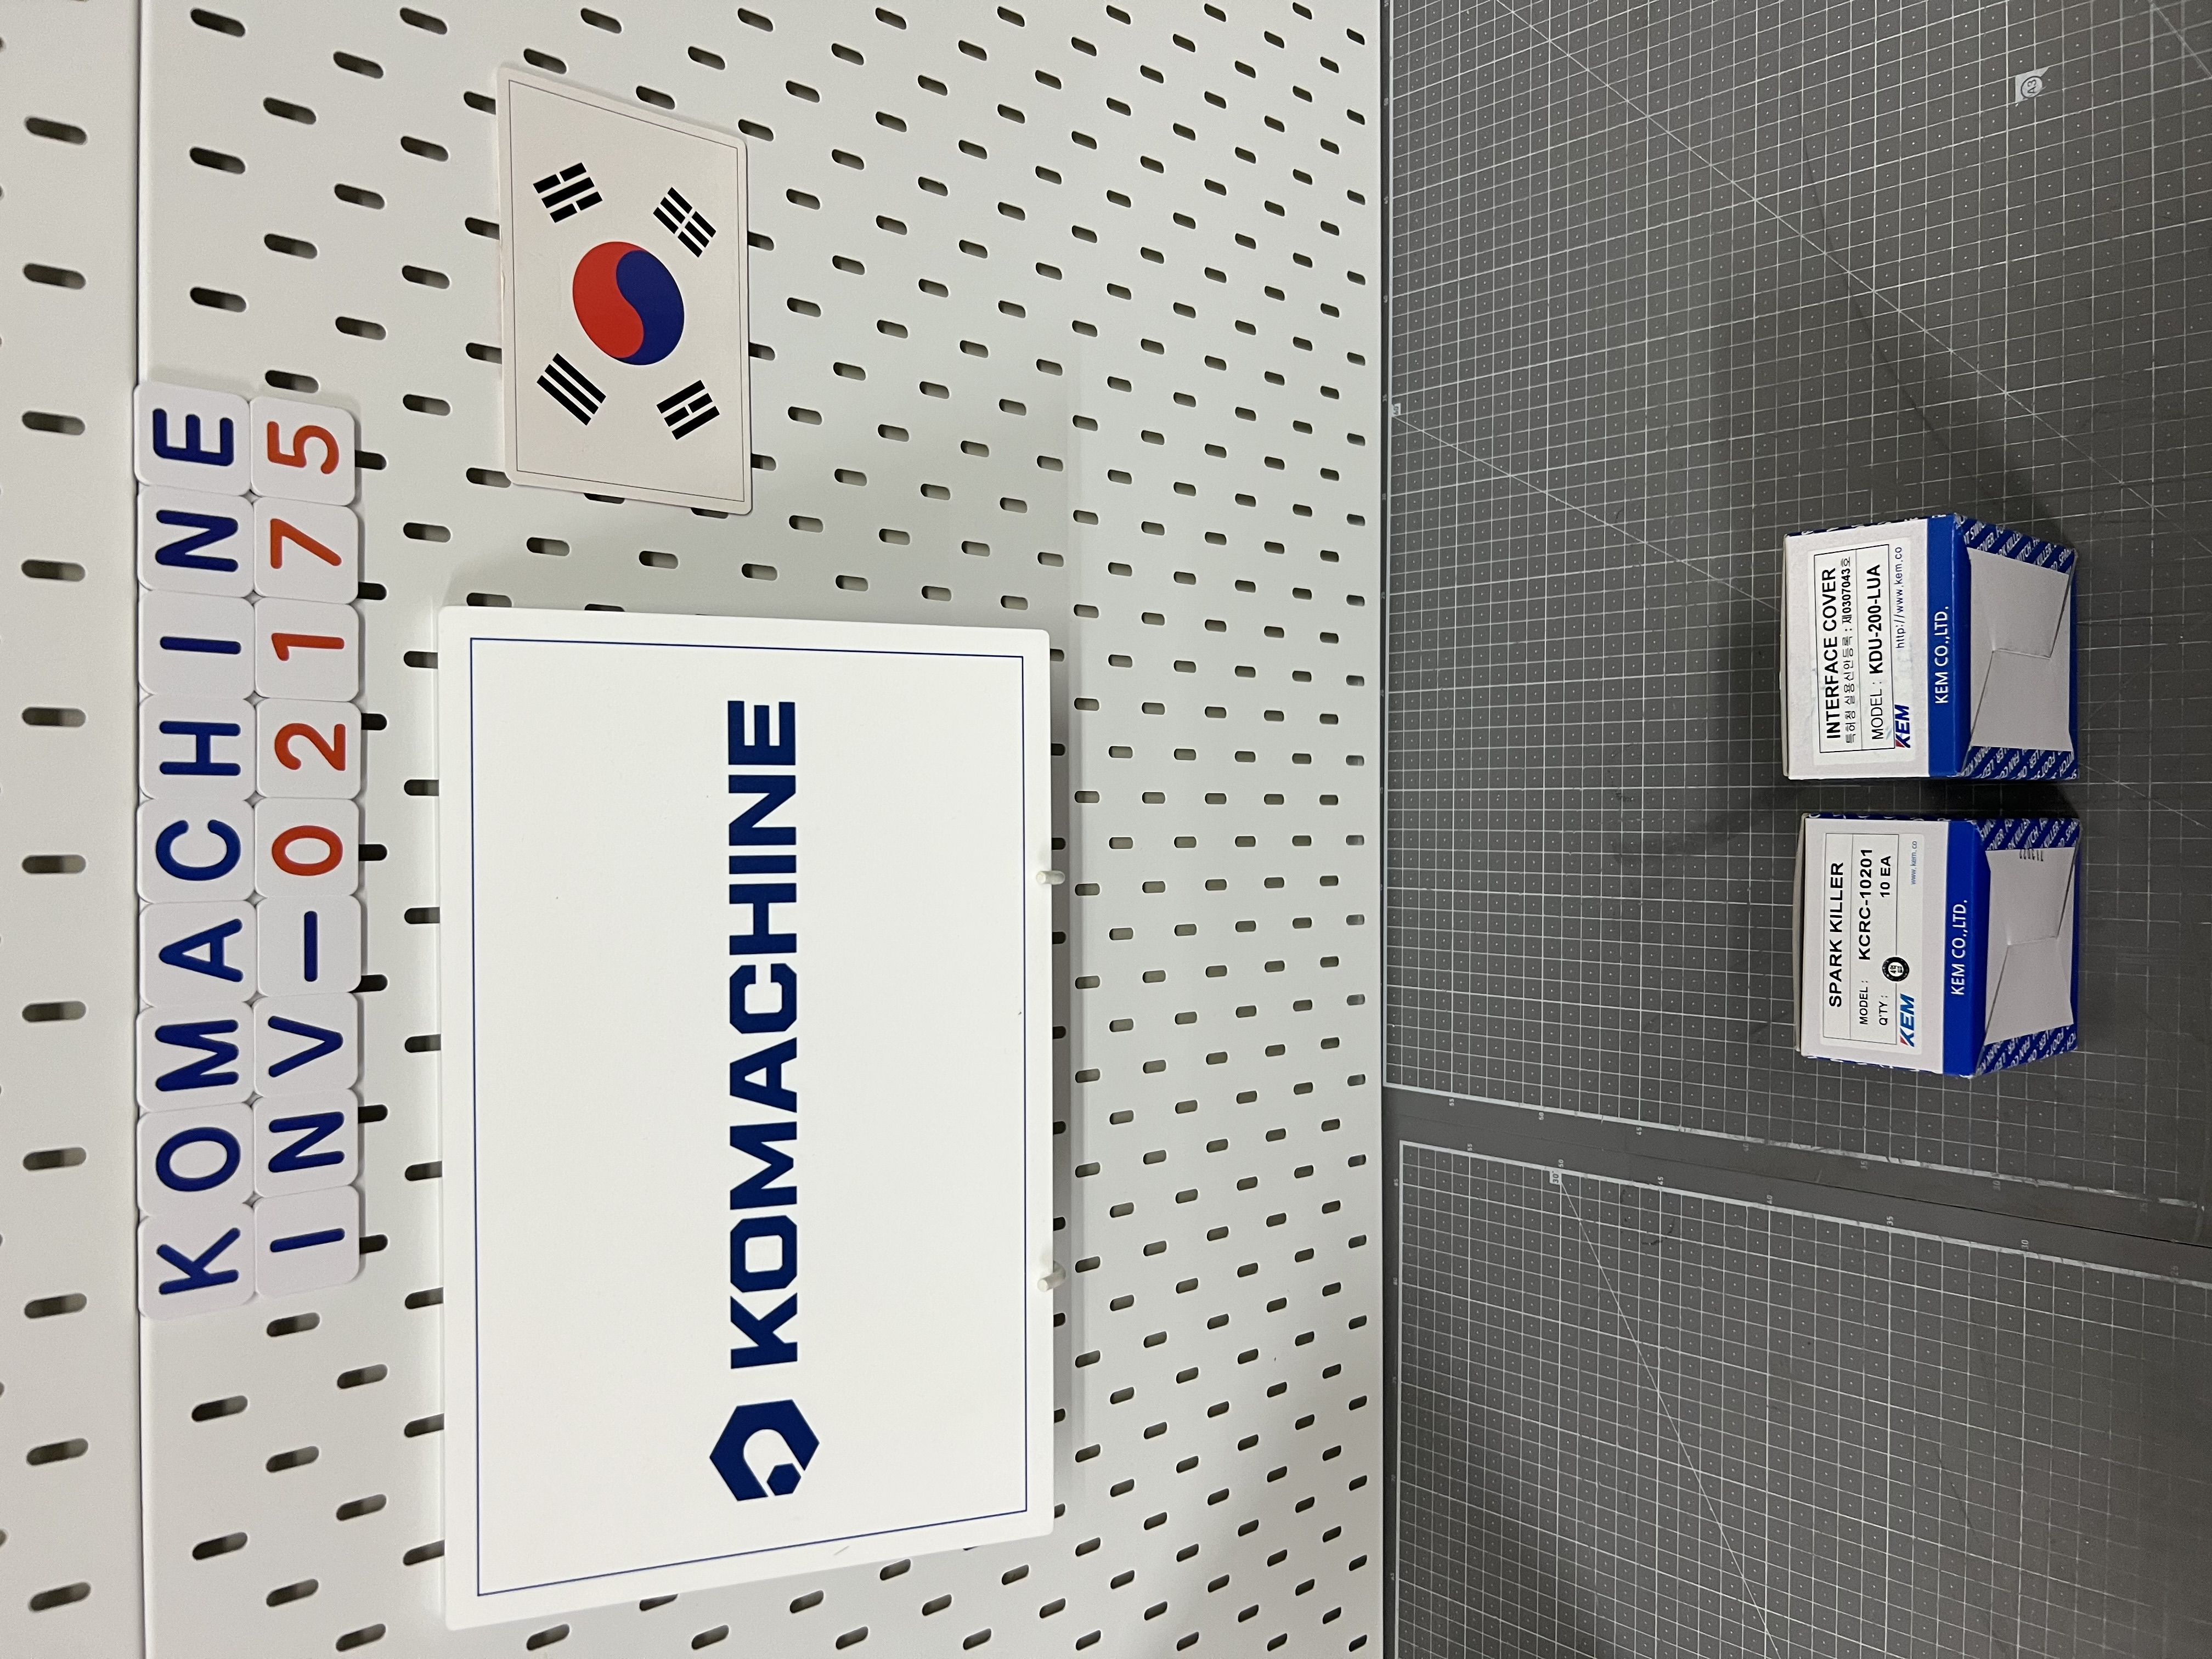 KOMACHINE
INV-02175
KOMACHINE
SPARK KILLER
MODEL : KCRC-10201
Q'TY : 10 EA
KEM
www.kem.co
KEM CO.,LTD.
INTERFACE COVER
특허청 실용신안등록 : 제0307043호
MODEL : KDU-200-LUA
KEM
http://www.kem.co
KEM CO.,LTD.
A3